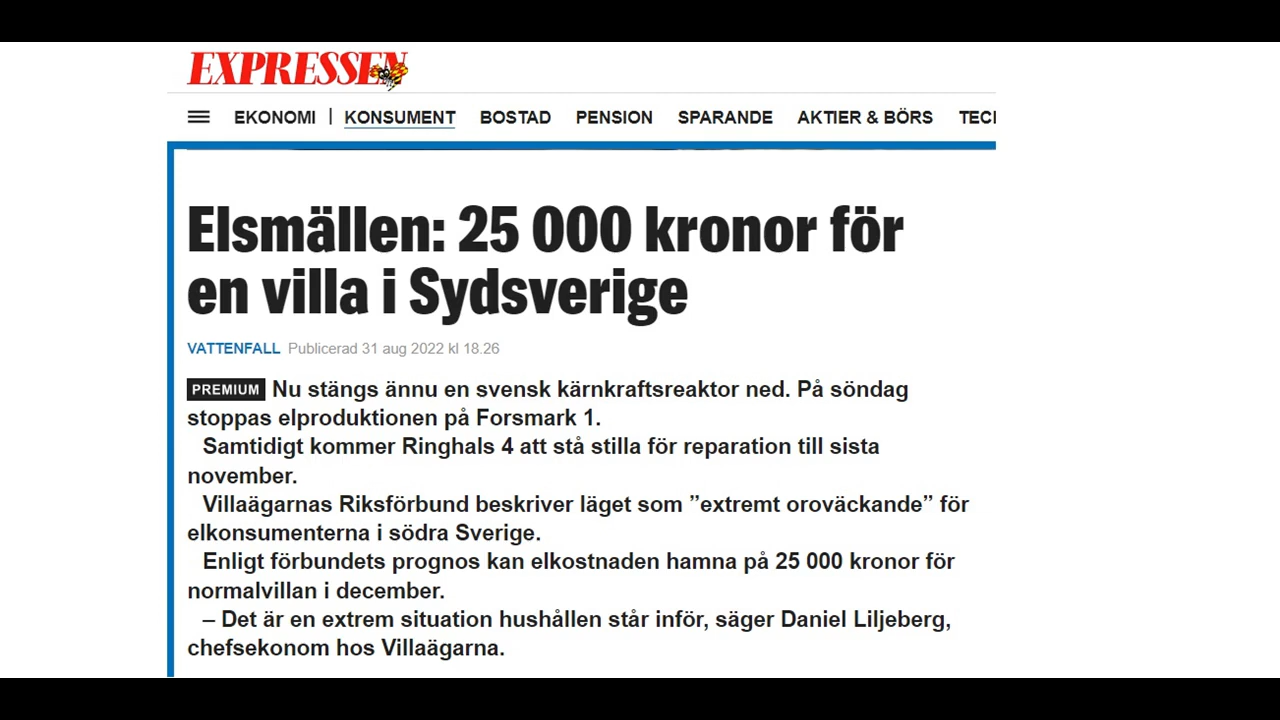 EXPRESSEN
EKONOMI | KONSUMENT BOSTAD PENSION SPARANDE AKTIER & BÖRS TECH
Elsmällen: 25 000 kronor för
en villa i Sydsverige
VATTENFALL Publicerad 31 aug 2022 kl 18.26
PREMIUM Nu stängs ännu en svensk kärnkraftsreaktor ned. På söndag
stoppas elproduktionen på Forsmark 1.
Samtidigt kommer Ringhals 4 att stå stilla för reparation till sista
november.
Villaägarnas Riksförbund beskriver läget som ”extremt oroväckande” för
elkonsumenterna i södra Sverige.
Enligt förbundets prognos kan elkostnaden hamna på 25 000 kronor för
normalvillan i december.
– Det är en extrem situation hushållen står inför, säger Daniel Liljeberg,
chefsekonom hos Villaägarna.